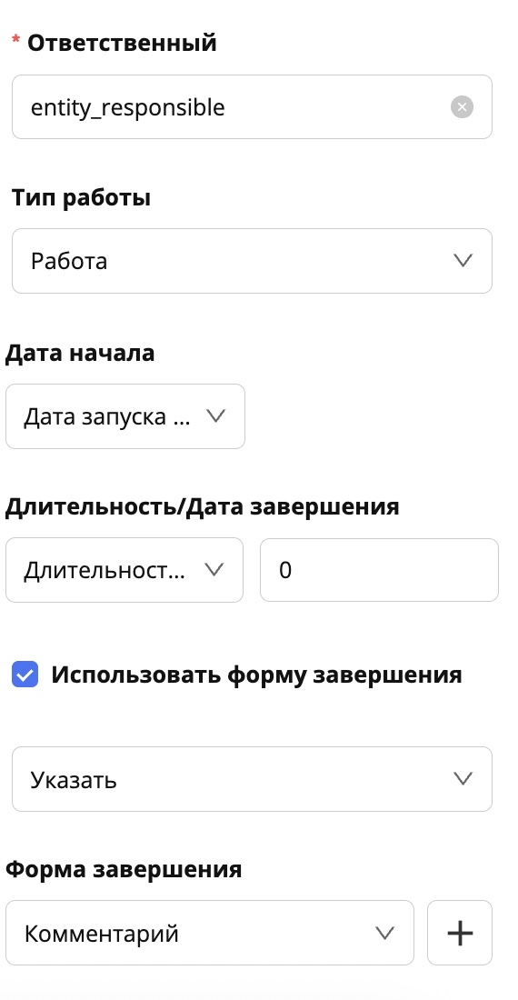 * Ответственный
entity_responsible
Тип работы
Работа
Дата начала
Дата запуска ...
Длительность/Дата завершения
Длительност... 0
Использовать форму завершения
Указать
Форма завершения
Комментарий